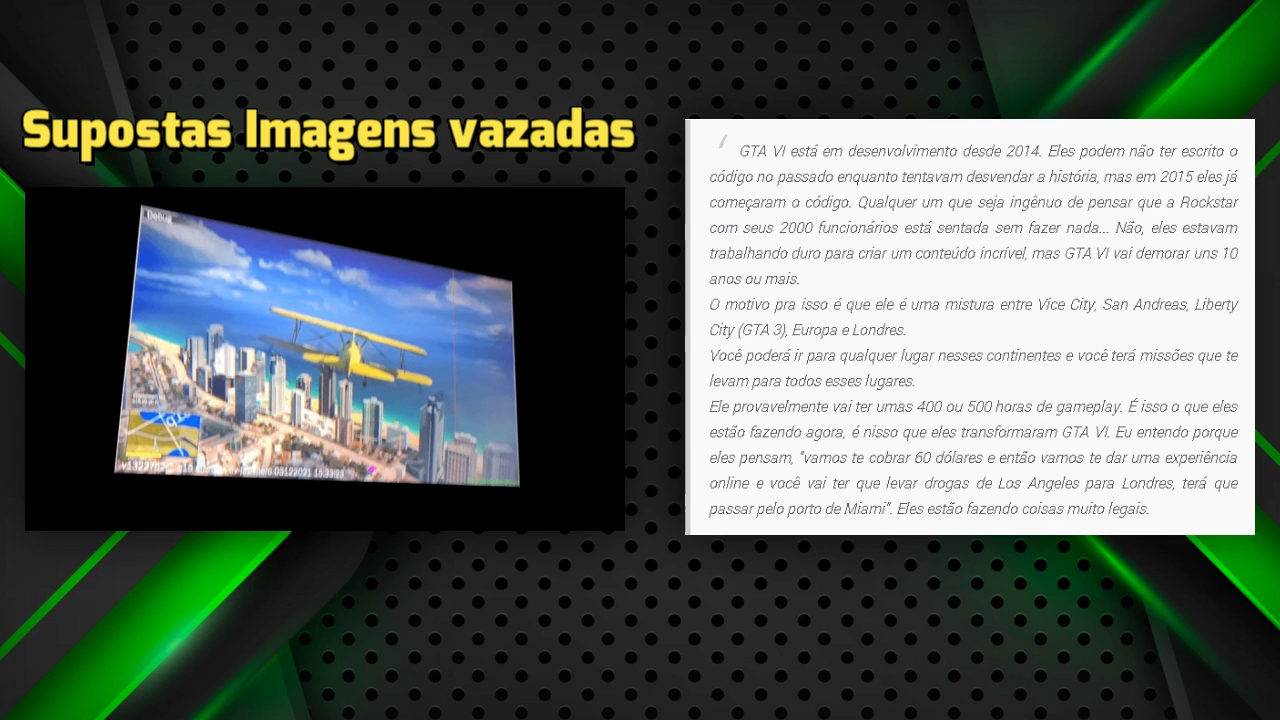 Supostas Imagens vazadas
Debug
GTA VI está em desenvolvimento desde 2014. Eles podem não ter escrito o
código no passado enquanto tentavam desvendar a história, mas em 2015 eles já
começaram o código. Qualquer um que seja ingênuo de pensar que a Rockstar
com seus 2000 funcionários está sentada sem fazer nada... Não, eles estavam
trabalhando duro para criar um conteúdo incrível, mas GTA VI vai demorar uns 10
anos ou mais.
O motivo pra isso é que ele é uma mistura entre Vice City, San Andreas, Liberty
City (GTA 3), Europa e Londres.
Você poderá ir para qualquer lugar nesses continentes e você terá missões que te
levam para todos esses lugares.
Ele provavelmente vai ter umas 400 ou 500 horas de gameplay. É isso o que eles
estão fazendo agora, é nisso que eles transformaram GTA VI. Eu entendo porque
eles pensam, "vamos te cobrar 60 dólares e então vamos te dar uma experiência
online e você vai ter que levar drogas de Los Angeles para Londres, terá que
passar pelo porto de Miami". Eles estão fazendo coisas muito legais.